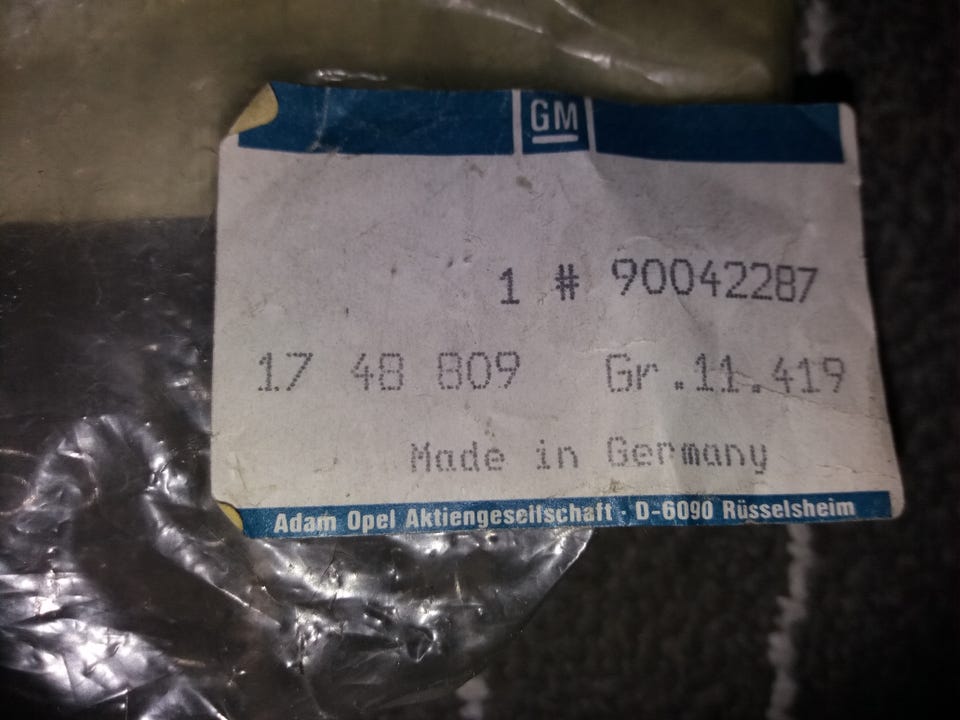 GM
1 # 90042287
17 48 809 Gr.11.419
Made in Germany
Adam Opel Aktiengesellschaft · D-6090 Rüsselsheim